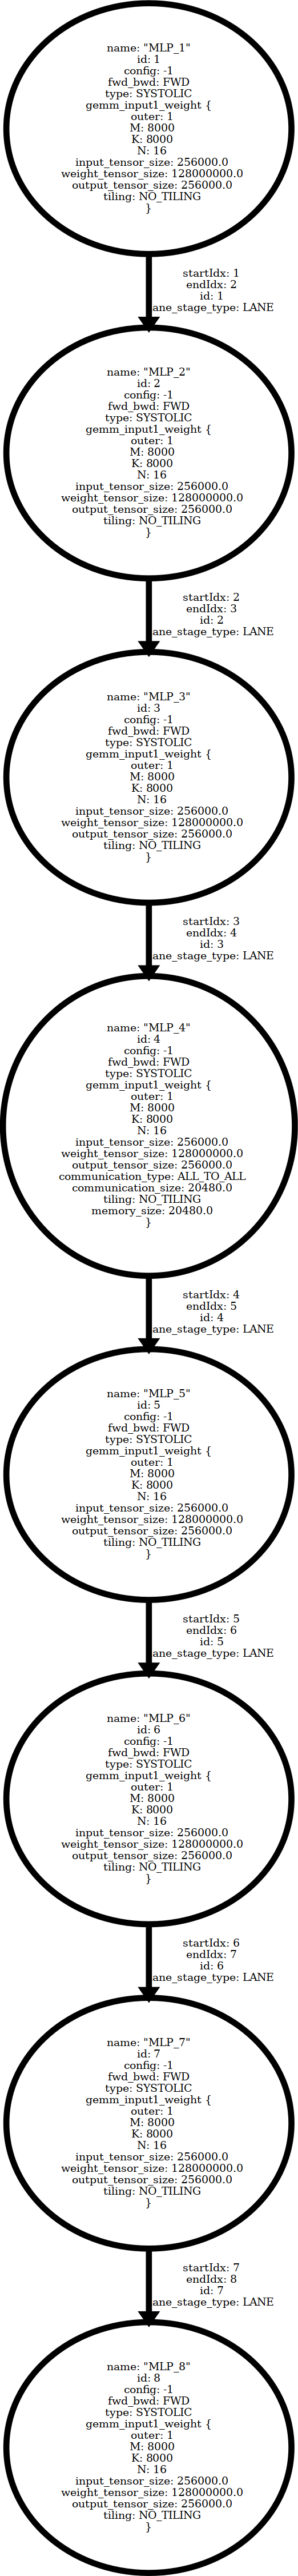 name: "MLP_1"
id: 1
config: -1
fwd_bwd: FWD
type: SYSTOLIC
gemm_input1_weight {
outer: 1
M: 8000
K: 8000
N: 16
input_tensor_size: 256000.0
weight_tensor_size: 128000000.0
output_tensor_size: 256000.0
tiling: NO_TILING
}
startIdx: 1
endIdx: 2
id: 1
ane_stage_type: LANE
name: "MLP_2"
id: 2
config: -1
fwd_bwd: FWD
type: SYSTOLIC
gemm_input1_weight {
outer: 1
M: 8000
K: 8000
N: 16
input_tensor_size: 256000.0
weight_tensor_size: 128000000.0
output_tensor_size: 256000.0
tiling: NO_TILING
}
startIdx: 2
endIdx: 3
id: 2
ane_stage_type: LANE
name: "MLP_3"
id: 3
config: -1
fwd_bwd: FWD
type: SYSTOLIC
gemm_input1_weight {
outer: 1
M: 8000
K: 8000
N: 16
input_tensor_size: 256000.0
weight_tensor_size: 128000000.0
output_tensor_size: 256000.0
tiling: NO_TILING
}
startIdx: 3
endIdx: 4
id: 3
ane_stage_type: LANE
name: "MLP_4"
id: 4
config: -1
fwd_bwd: FWD
type: SYSTOLIC
gemm_input1_weight {
outer: 1
M: 8000
K: 8000
N: 16
input_tensor_size: 256000.0
weight_tensor_size: 128000000.0
output_tensor_size: 256000.0
communication_type: ALL_TO_ALL
communication_size: 20480.0
tiling: NO_TILING
memory_size: 20480.0
}
startIdx: 4
endIdx: 5
id: 4
ane_stage_type: LANE
name: "MLP_5"
id: 5
config: -1
fwd_bwd: FWD
type: SYSTOLIC
gemm_input1_weight {
outer: 1
M: 8000
K: 8000
N: 16
input_tensor_size: 256000.0
weight_tensor_size: 128000000.0
output_tensor_size: 256000.0
tiling: NO_TILING
}
startIdx: 5
endIdx: 6
id: 5
ane_stage_type: LANE
name: "MLP_6"
id: 6
config: -1
fwd_bwd: FWD
type: SYSTOLIC
gemm_input1_weight {
outer: 1
M: 8000
K: 8000
N: 16
input_tensor_size: 256000.0
weight_tensor_size: 128000000.0
output_tensor_size: 256000.0
tiling: NO_TILING
}
startIdx: 6
endIdx: 7
id: 6
ane_stage_type: LANE
name: "MLP_7"
id: 7
config: -1
fwd_bwd: FWD
type: SYSTOLIC
gemm_input1_weight {
outer: 1
M: 8000
K: 8000
N: 16
input_tensor_size: 256000.0
weight_tensor_size: 128000000.0
output_tensor_size: 256000.0
tiling: NO_TILING
}
startIdx: 7
endIdx: 8
id: 7
ane_stage_type: LANE
name: "MLP_8"
id: 8
config: -1
fwd_bwd: FWD
type: SYSTOLIC
gemm_input1_weight {
outer: 1
M: 8000
K: 8000
N: 16
input_tensor_size: 256000.0
weight_tensor_size: 128000000.0
output_tensor_size: 256000.0
tiling: NO_TILING
}